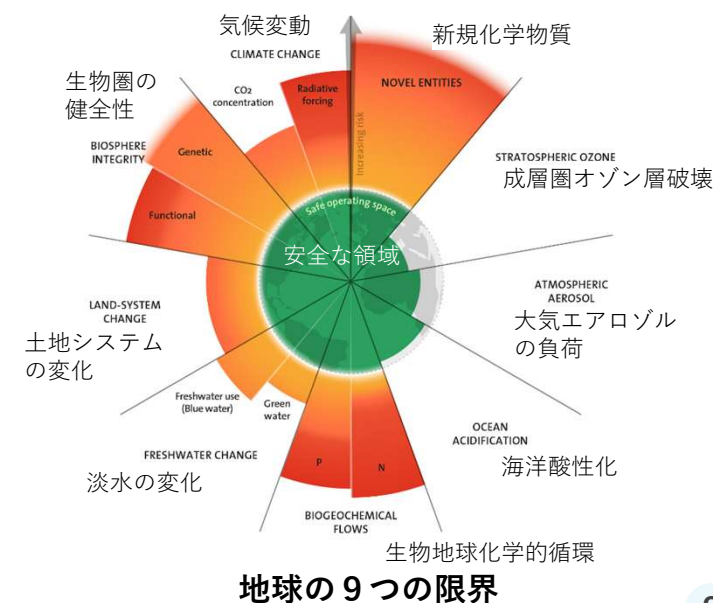 気候変動
CLIMATE CHANGE
新規化学物質
NOVEL ENTITIES
生物圏の
健全性
BIOSPHERE
INTEGRITY
CO2
concentration
Radiative
forcing
Increasing risk
Genetic
Functional
STRATOSPHERIC OZONE
成層圏オゾン層破壊
Safe operating space
安全な領域
ATMOSPHERIC
AEROSOL
大気エアロゾル
の負荷
LAND-SYSTEM
CHANGE
土地システム
の変化
Freshwater use
(Blue water)
Green
water
FRESHWATER CHANGE
淡水の変化
OCEAN
ACIDIFICATION
海洋酸性化
P
N
BIOGEOCHEMICAL
FLOWS
生物地球化学的循環
地球の９つの限界